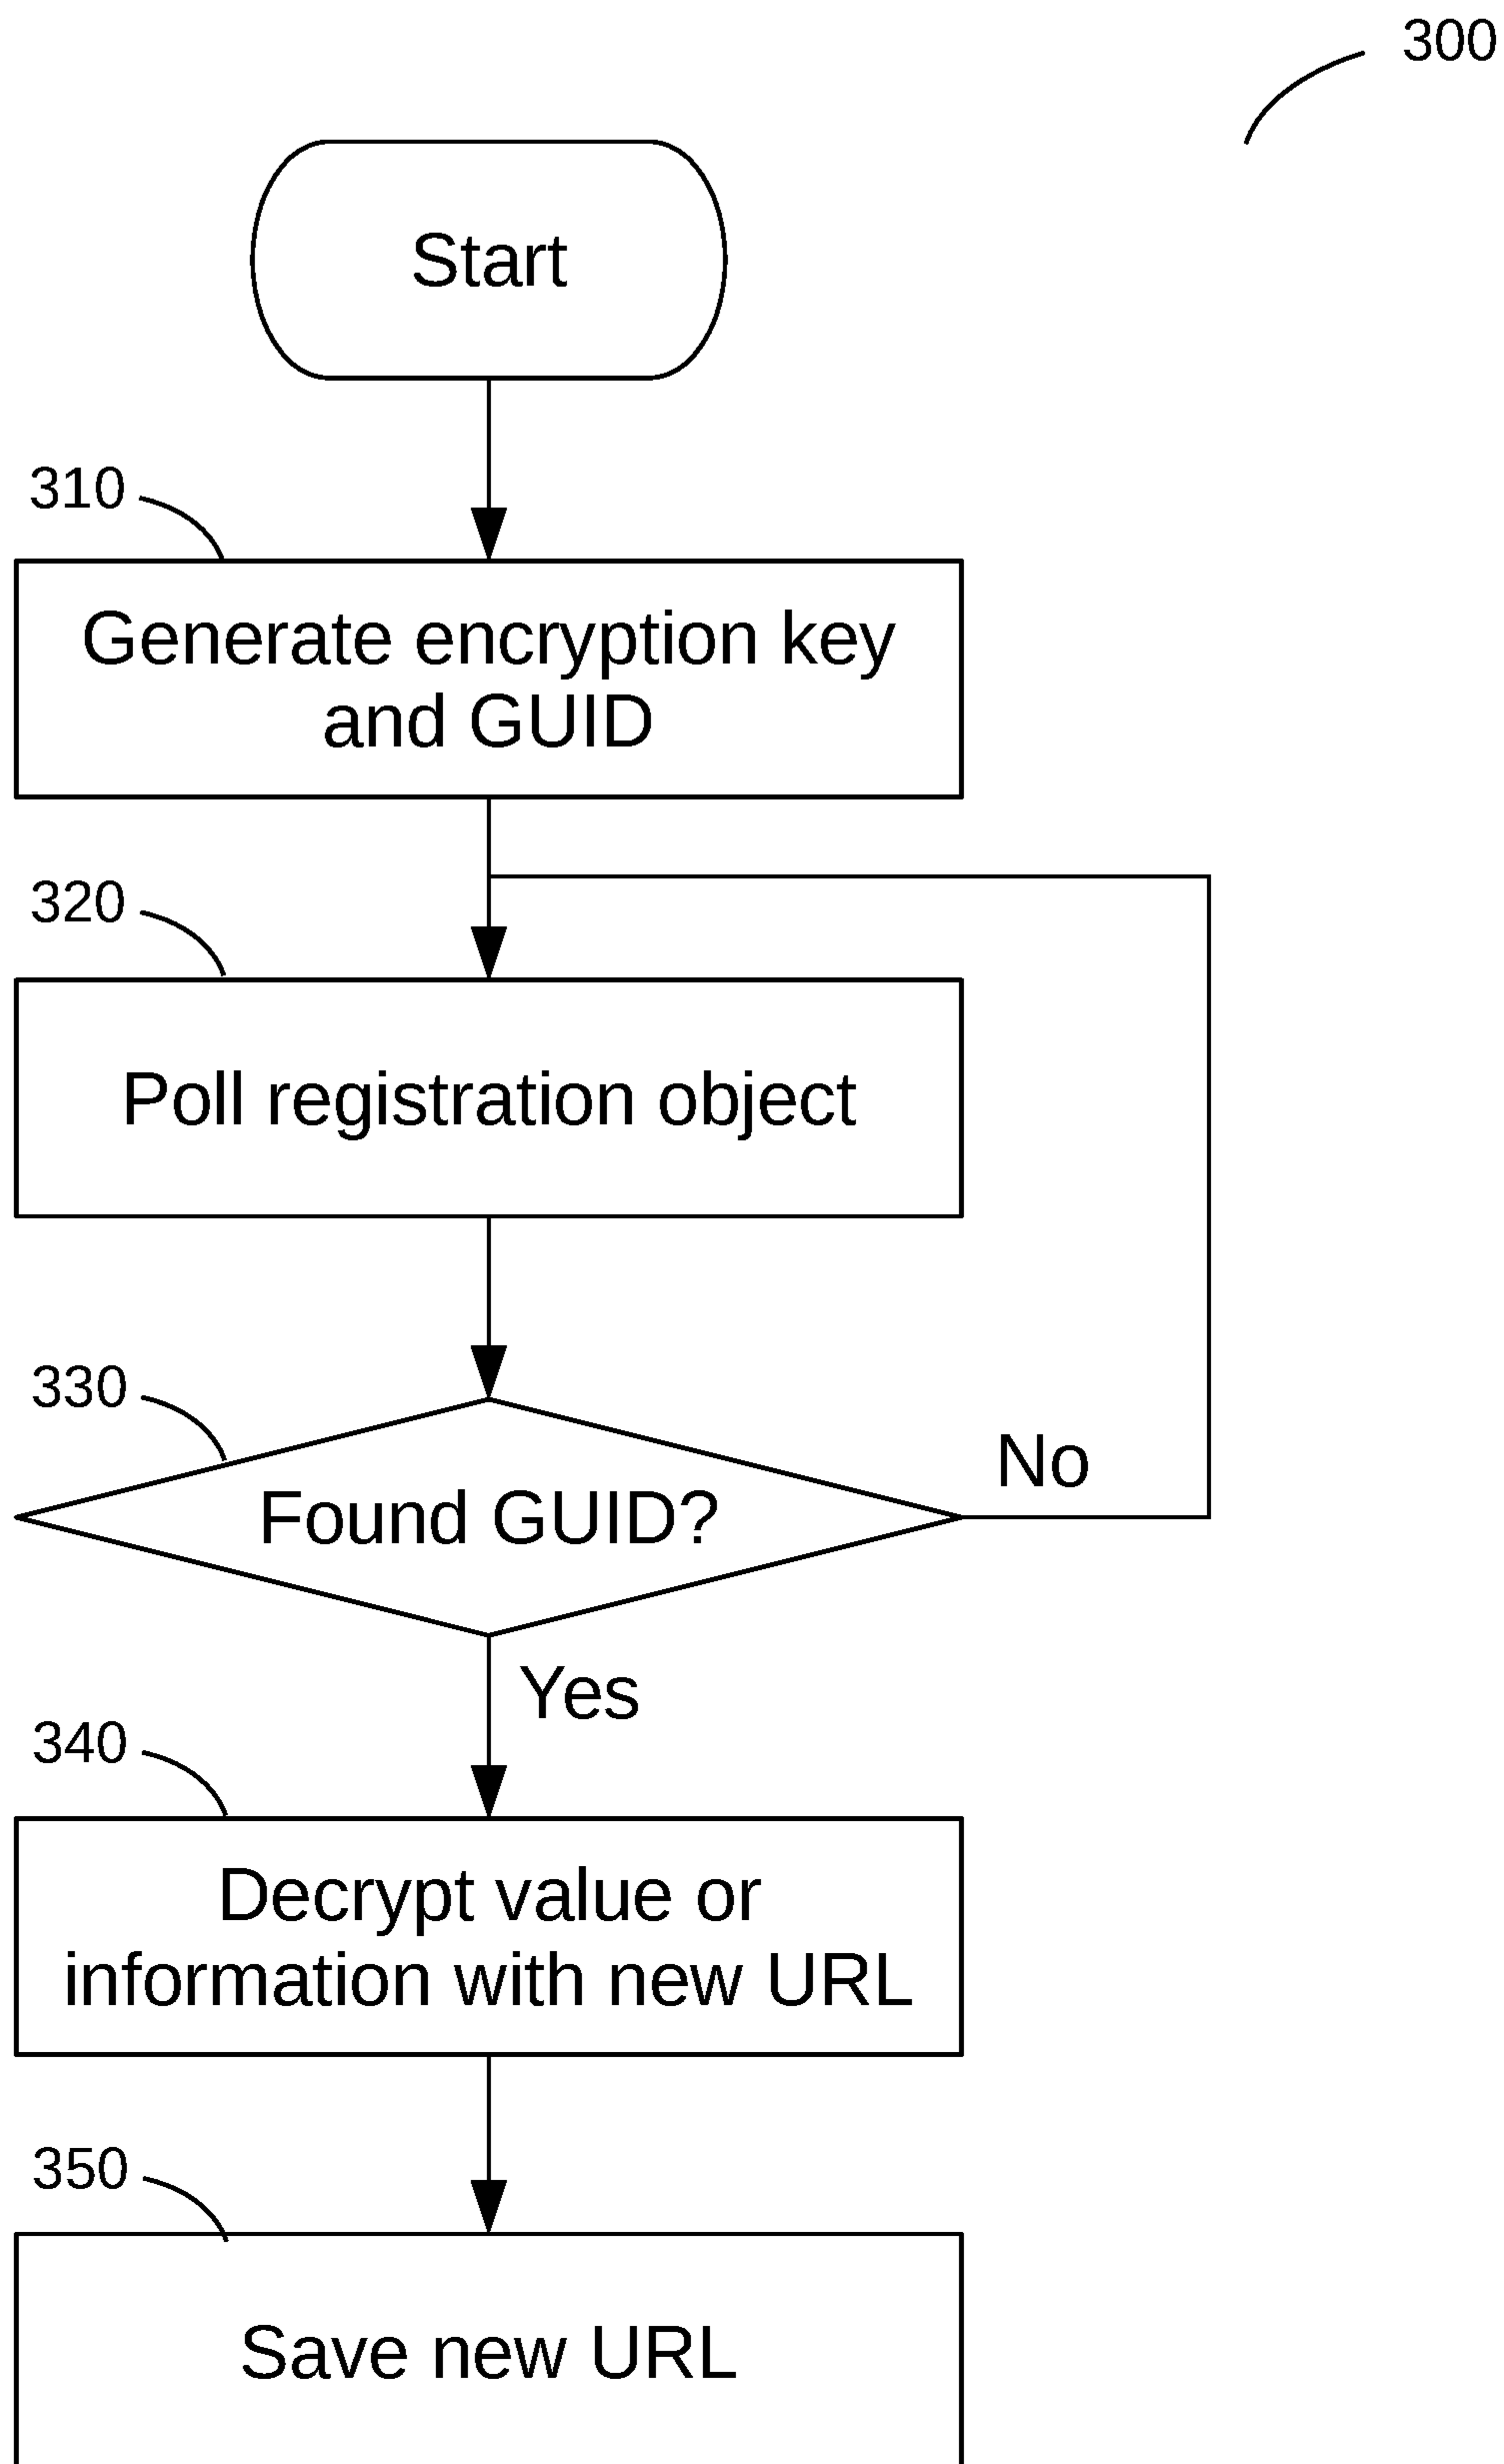 300
Start
310
Generate encryption key
and GUID
320
Poll registration object
330
Found GUID?
No
Yes
340
Decrypt value or
information with new URL
350
Save new URL